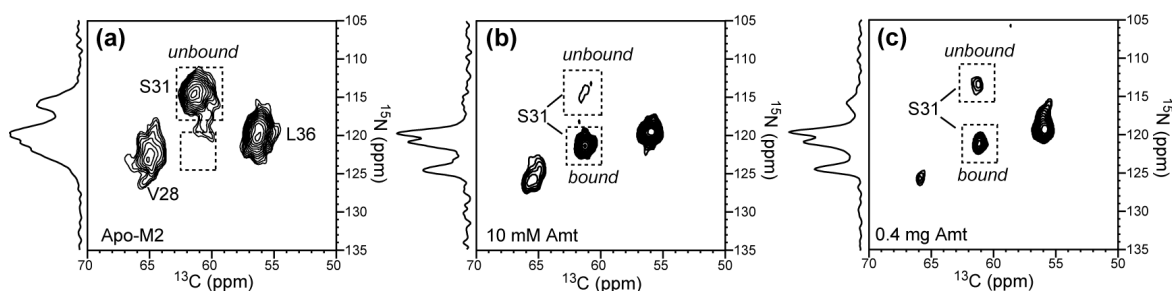 (a)
unbound
S31
L36
V28
Apo-M2
105
110
115
120
125
130
135
15N (ppm)
70 65 60 55 50
13C (ppm)
(b)
unbound
S31
bound
10 mM Amt
105
110
115
120
125
130
135
15N (ppm)
70 65 60 55 50
13C (ppm)
(c)
unbound
S31
bound
0.4 mg Amt
105
110
115
120
125
130
135
15N (ppm)
70 65 60 55 50
13C (ppm)